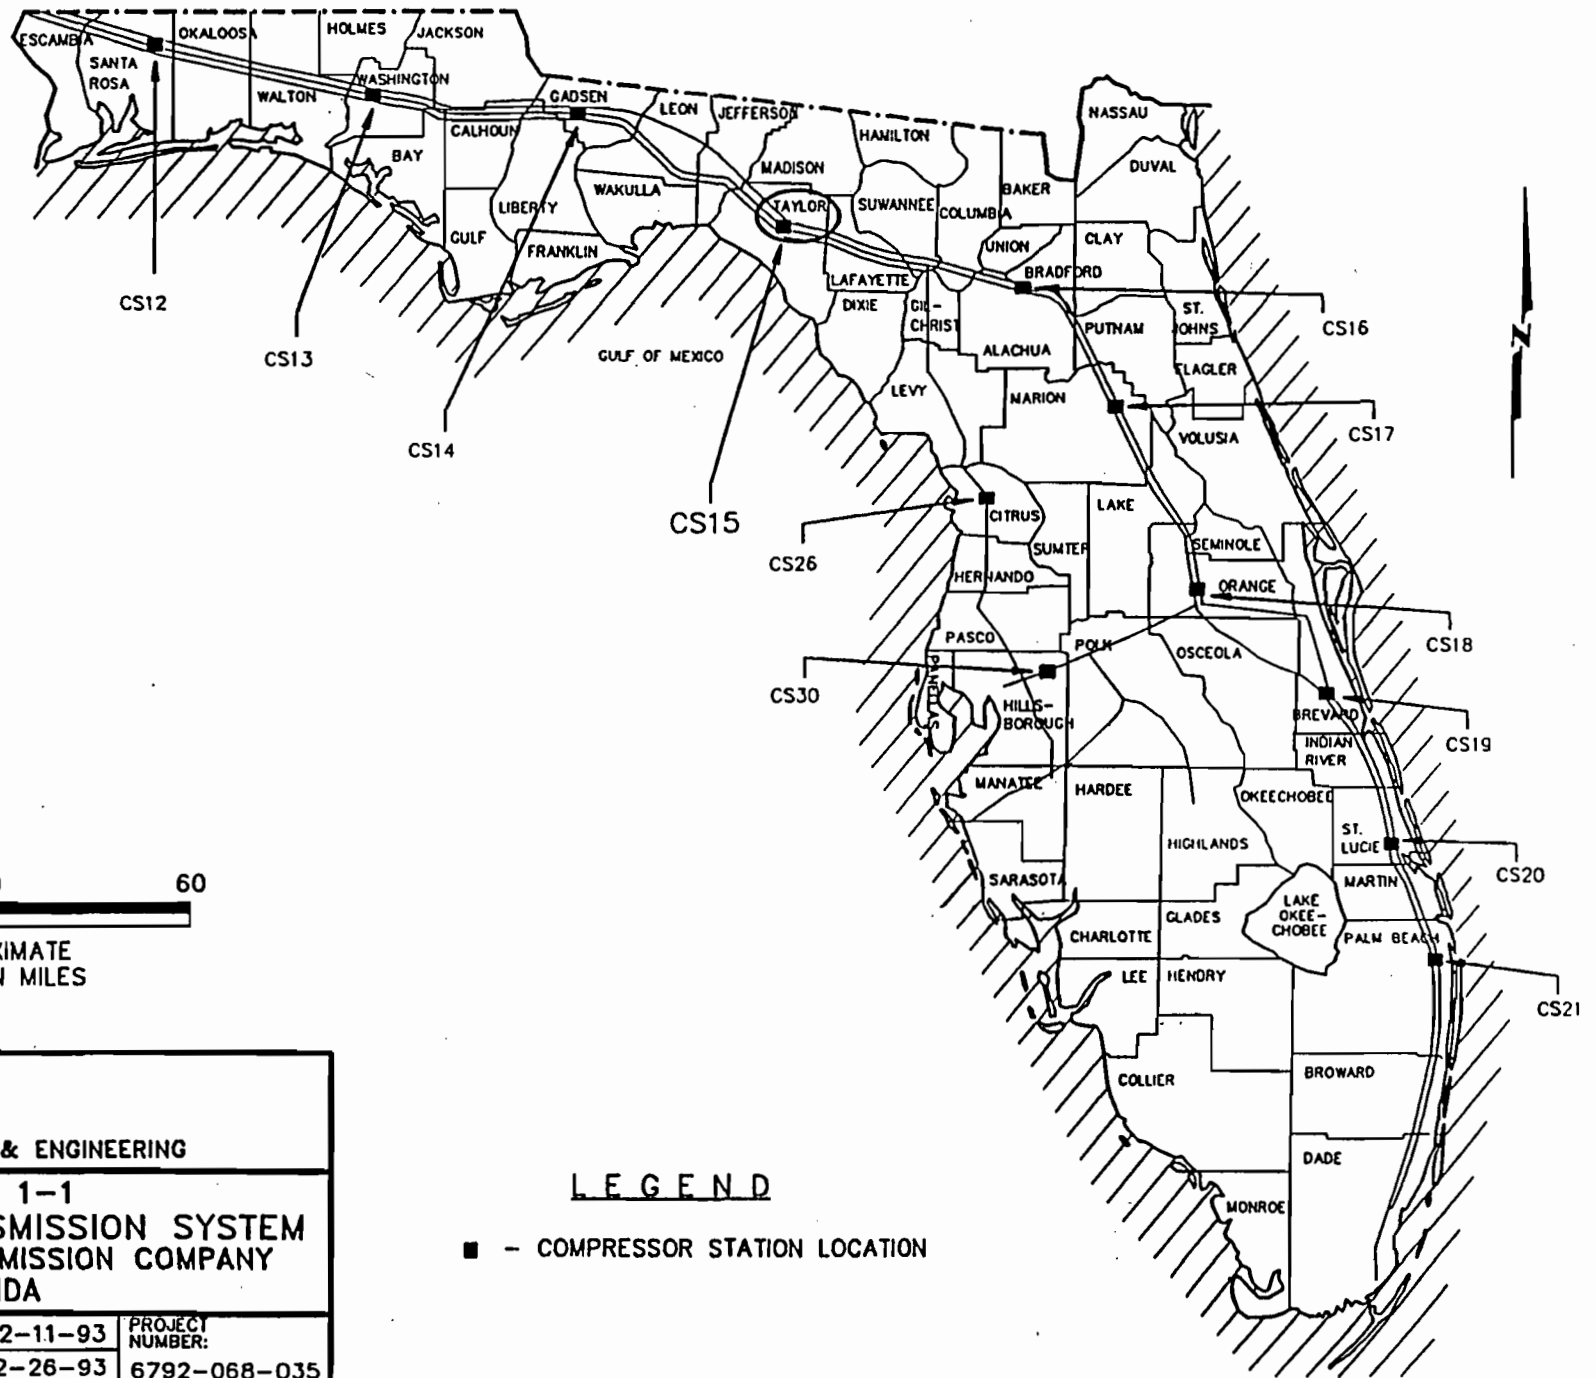 ESCAMBIA
SANTA
ROSA
OKALOOSA
WALTON
HOLMES
JACKSON
WASHINGTON
BAY
CALHOUN
GULF
GADSEN
LIBERTY
FRANKLIN
LEON
WAKULLA
JEFFERSON
MADISON
TAYLOR
HAMILTON
SUWANNEE
LAFAYETTE
DIXIE
COLUMBIA
BAKER
UNION
BRADFORD
NASSAU
DUVAL
CLAY
ST.
JOHNS
PUTNAM
FLAGLER
GIL-
CHRIST
ALACHUA
LEVY
MARION
VOLUSIA
CITRUS
SUMTER
LAKE
SEMINOLE
ORANGE
HERNANDO
PASCO
PINELLAS
HILLS-
BOROUGH
POLK
OSCEOLA
BREVARD
INDIAN
RIVER
MANATEE
HARDEE
OKEECHOBEE
HIGHLANDS
ST.
LUCIE
SARASOTA
MARTIN
CHARLOTTE
GLADES
LAKE
OKEE-
CHOBEE
PALM BEACH
LEE
HENDRY
COLLIER
BROWARD
DADE
MONROE
GULF OF MEXICO
CS12
CS13
CS14
CS15
CS16
CS17
CS26
CS18
CS30
CS19
CS20
CS21
N
60
XIMATE
N MILES
& ENGINEERING
1-1
SMISSION SYSTEM
MISSION COMPANY
IDA
2-11-93
2-26-93
PROJECT
NUMBER:
6792-068-035
LEGEND
- COMPRESSOR STATION LOCATION